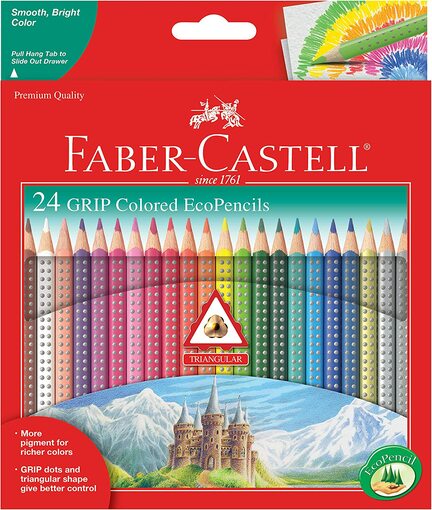 Smooth, Bright
Color
Pull Hang Tab to
Slide Out Drawer
Premium Quality
FABER-CASTELL®
since 1761
24 GRIP Colored EcoPencils
TRIANGULAR
• More
pigment for
richer colors
• GRIP dots and
triangular shape
give better control
EcoPencil